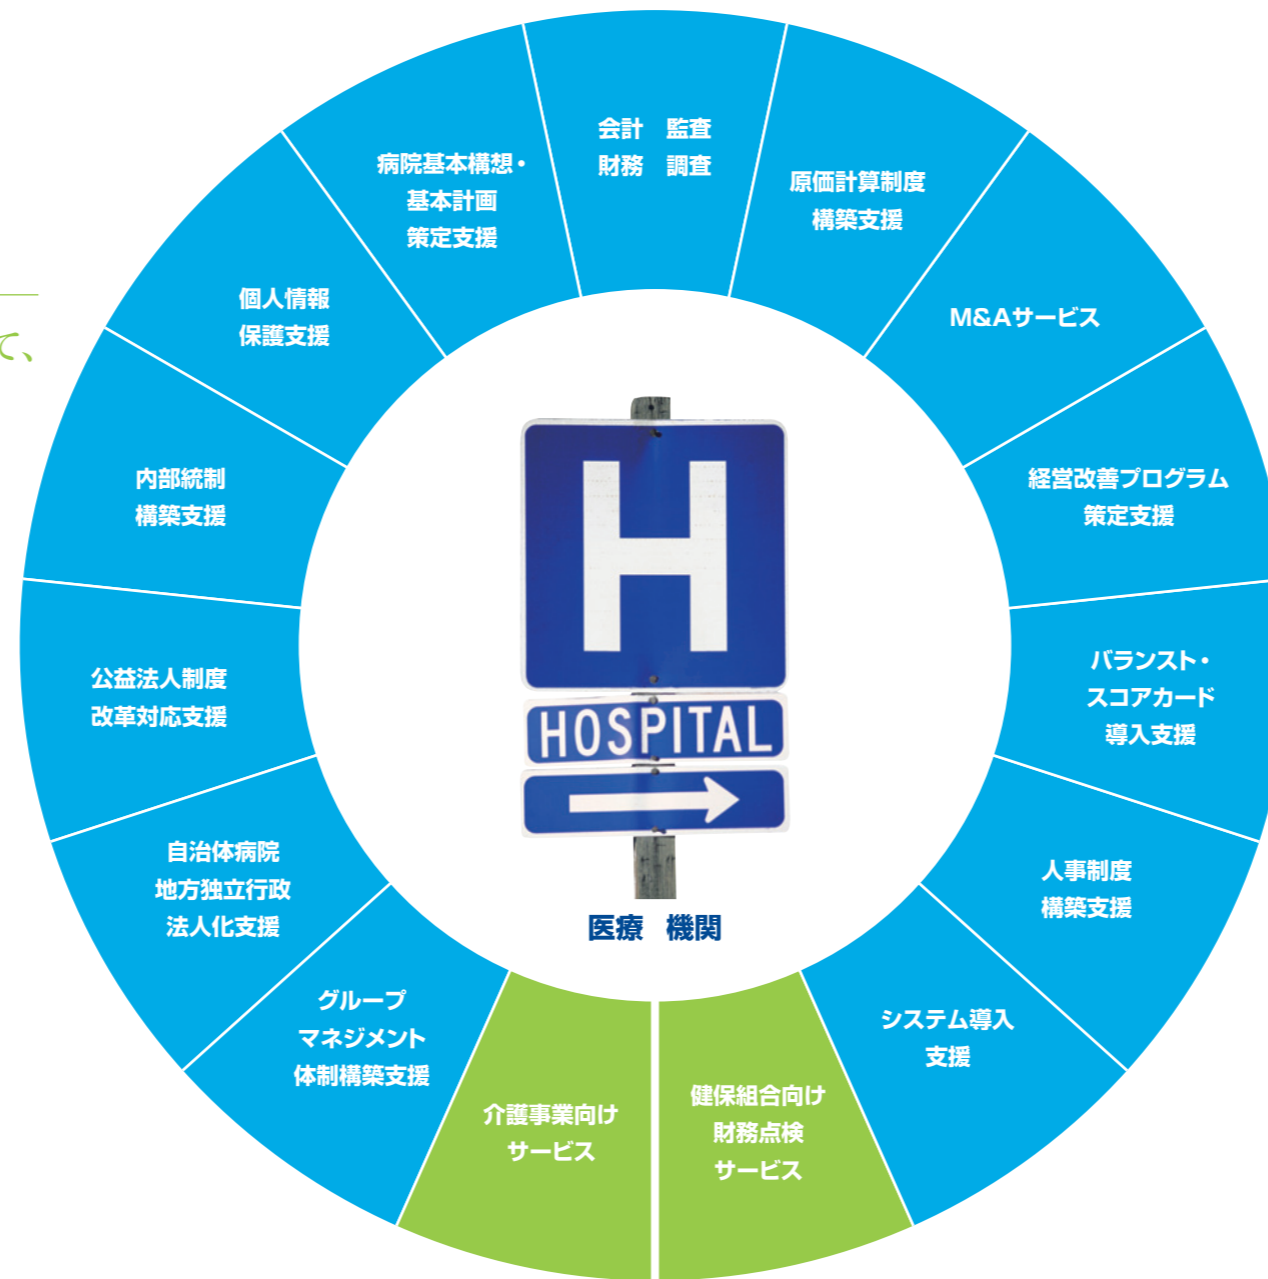 て、
会計 監査
財務 調査
原価計算制度
構築支援
M&Aサービス
経営改善プログラム
策定支援
バランスト・
スコアカード
導入支援
人事制度
構築支援
システム導入
支援
健保組合向け
財務点検
サービス
介護事業向け
サービス
グループ
マネジメント
体制構築支援
自治体病院
地方独立行政
法人化支援
公益法人制度
改革対応支援
内部統制
構築支援
個人情報
保護支援
病院基本構想・
基本計画
策定支援
H
HOSPITAL
医療 機関